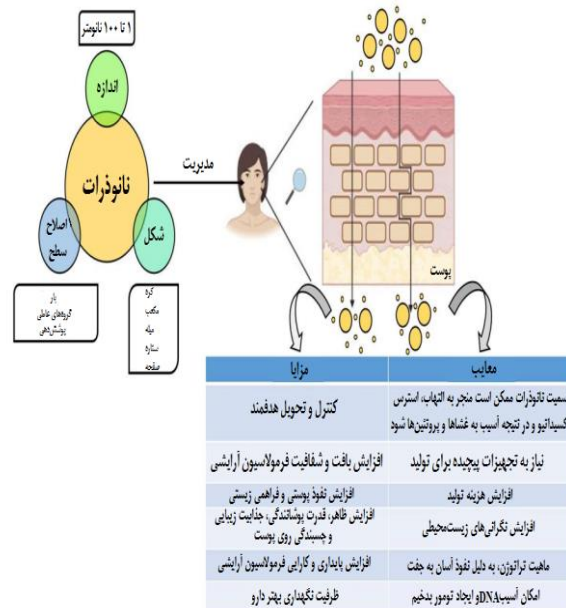 ۱ تا ۱۰۰ نانومتر
اندازه
نانوذرات
اصلاح
سطح
شکل
بار
گروه‌های عاملی
پوشش‌دهی
کره
مکعب
میله
ستاره
صفحه
مدیریت
پوست
معایب
مزایا
سمیت نانوذرات ممکن است منجر به التهاب، استرس
کسیداتیو و در نتیجه آسیب به غشاها و پروتئین‌ها شود
کنترل و تحویل هدفمند
نیاز به تجهیزات پیچیده برای تولید
افزایش بافت و شفافیت فرمولاسیون آرایشی
افزایش هزینه تولید
افزایش نفوذ پوستی و فراهمی زیستی
افزایش نگرانی‌های زیست‌محیطی
افزایش ظاهر، قدرت پوشانندگی، جذابیت زیبایی
و چسبندگی روی پوست
ماهیت تراتوژن، به دلیل نفوذ آسان به جفت
افزایش پایداری و کارایی فرمولاسیون آرایشی
امکان آسیب DNA و ایجاد تومور بدخیم
ظرفیت نگهداری بهتر دارو